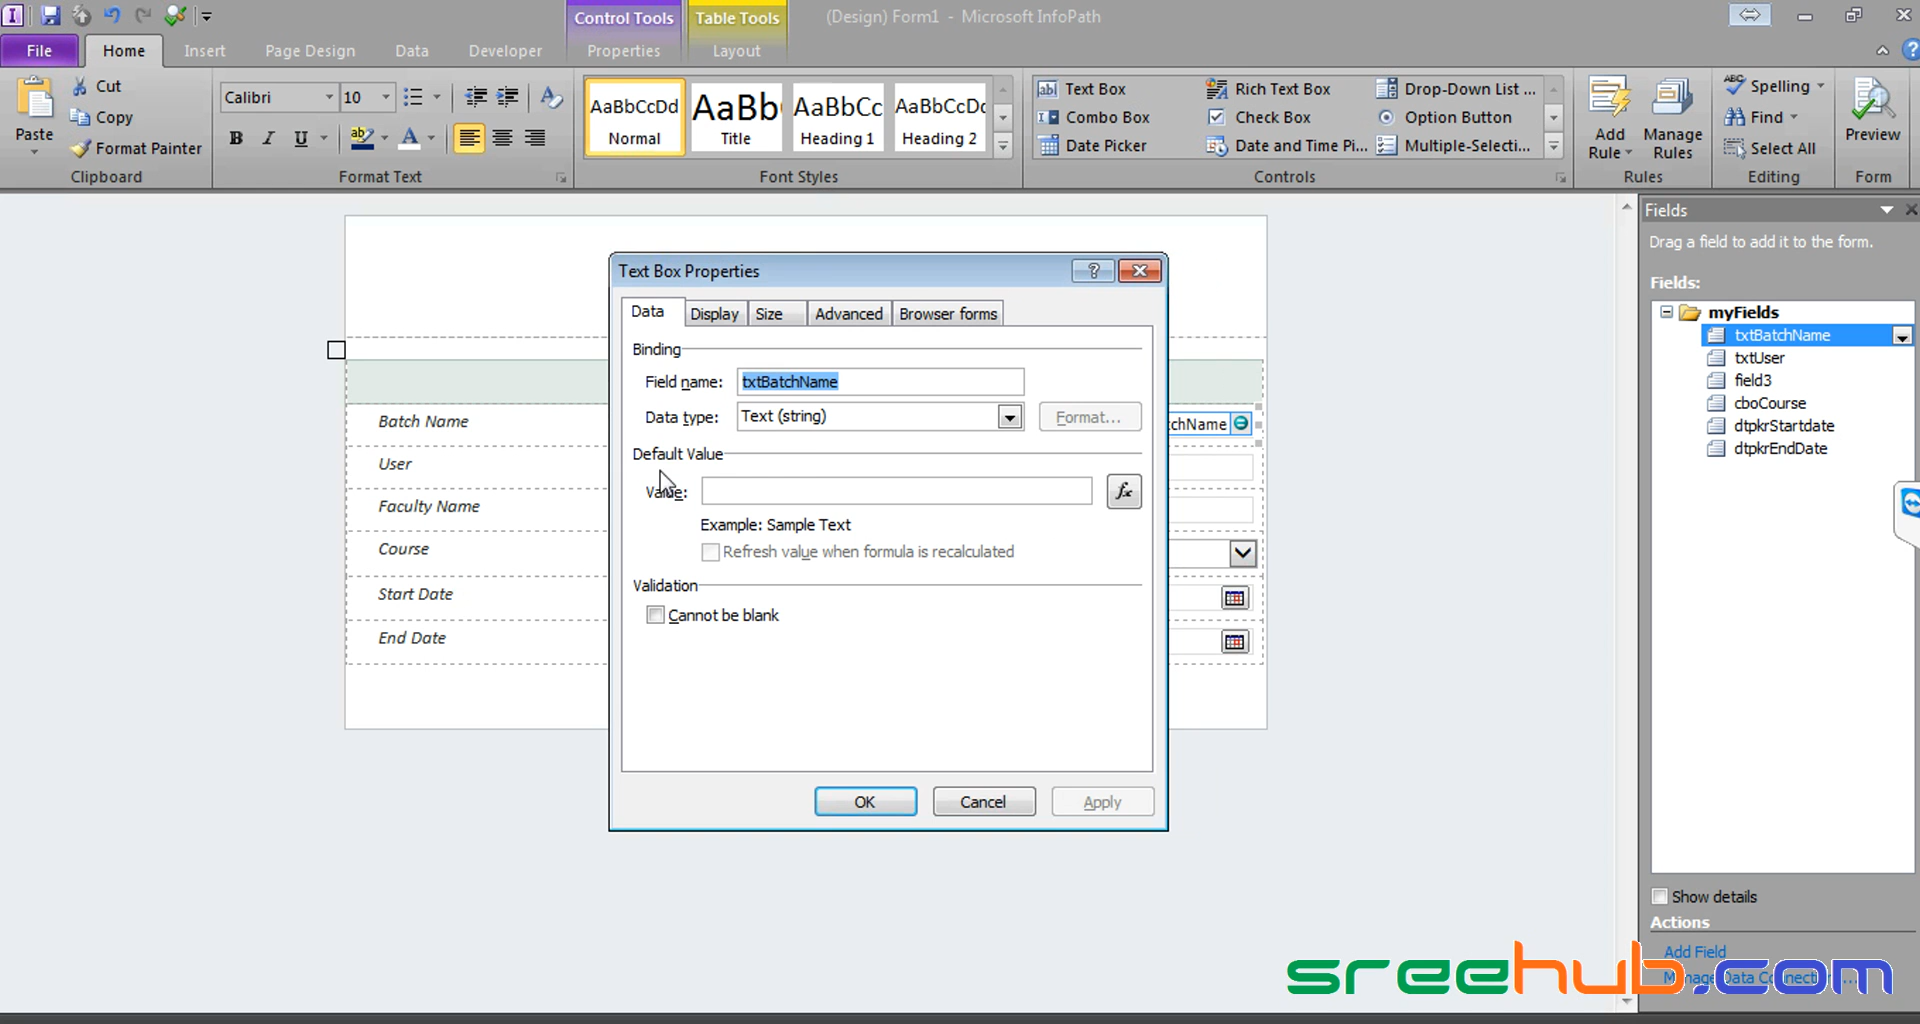 Control Tools
Table Tools
(Design) Form1 - Microsoft InfoPath
File
Home
Insert
Page Design
Data
Developer
Properties
Layout
Paste
Cut
Copy
Format Painter
Clipboard
Calibri
10
B I U
Format Text
AaBbCcDd
Normal
AaBb
Title
AaBbCc
Heading 1
AaBbCcDc
Heading 2
Font Styles
Text Box
Rich Text Box
Drop-Down List ...
Combo Box
Check Box
Option Button
Date Picker
Date and Time Pi...
Multiple-Selecti...
Controls
Add Rule
Manage Rules
Rules
Spelling
Find
Select All
Editing
Preview
Form
Text Box Properties
Data
Display
Size
Advanced
Browser forms
Binding
Field name:
txtBatchName
Data type:
Text (string)
Format...
Default Value
Value:
fx
Example: Sample Text
Refresh value when formula is recalculated
Validation
Cannot be blank
OK
Cancel
Apply
Batch Name
chName
User
Faculty Name
Course
Start Date
End Date
Fields
Drag a field to add it to the form.
Fields:
myFields
txtBatchName
txtUser
field3
cboCourse
dtpkrStartdate
dtpkrEndDate
Show details
Actions
Add Field
Manage Data Connecti
sreehub.com